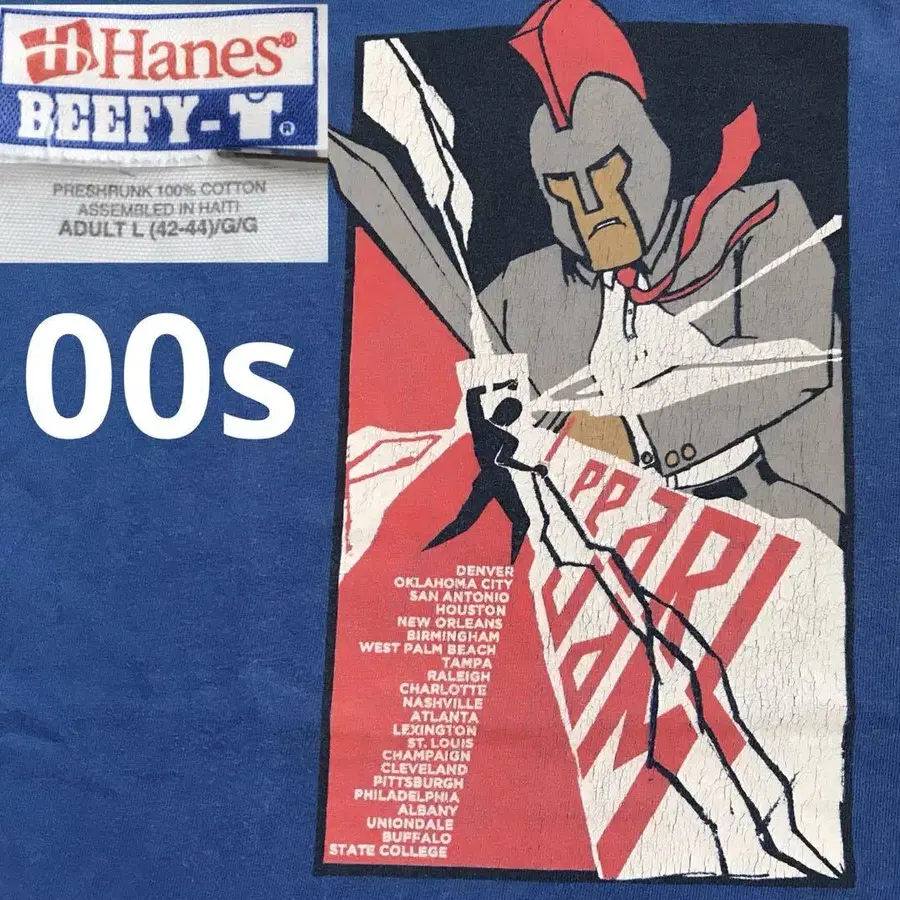 Hanes®
BEEFY-T®
PRESHRUNK 100% COTTON
ASSEMBLED IN HAITI
ADULT L (42-44)/G/G
00s
PEARL
JAM
DENVER
OKLAHOMA CITY
SAN ANTONIO
HOUSTON
NEW ORLEANS
BIRMINGHAM
WEST PALM BEACH
TAMPA
RALEIGH
CHARLOTTE
NASHVILLE
ATLANTA
LEXINGTON
ST. LOUIS
CHAMPAIGN
CLEVELAND
PITTSBURGH
PHILADELPHIA
ALBANY
UNIONDALE
BUFFALO
STATE COLLEGE